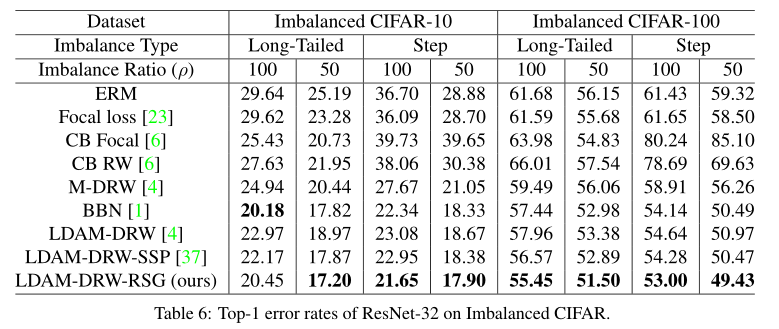 Dataset Imbalanced CIFAR-10 Imbalanced CIFAR-100
Imbalance Type Long-Tailed Step Long-Tailed Step
Imbalance Ratio (ρ) 100 50 100 50 100 50 100 50
ERM 29.64 25.19 36.70 28.88 61.68 56.15 61.43 59.32
Focal loss [23] 29.62 23.28 36.09 28.70 61.59 55.68 61.65 58.50
CB Focal [6] 25.43 20.73 39.73 39.65 63.98 54.83 80.24 85.10
CB RW [6] 27.63 21.95 38.06 30.38 66.01 57.54 78.69 69.63
M-DRW [4] 24.94 20.44 27.67 21.05 59.49 56.06 58.91 56.26
BBN [1] 20.18 17.82 22.34 18.33 57.44 52.98 54.14 50.49
LDAM-DRW [4] 22.97 18.97 23.08 18.67 57.96 53.38 54.64 50.97
LDAM-DRW-SSP [37] 22.17 17.87 22.95 18.38 56.57 52.89 54.28 50.47
LDAM-DRW-RSG (ours) 20.45 17.20 21.65 17.90 55.45 51.50 53.00 49.43
Table 6: Top-1 error rates of ResNet-32 on Imbalanced CIFAR.